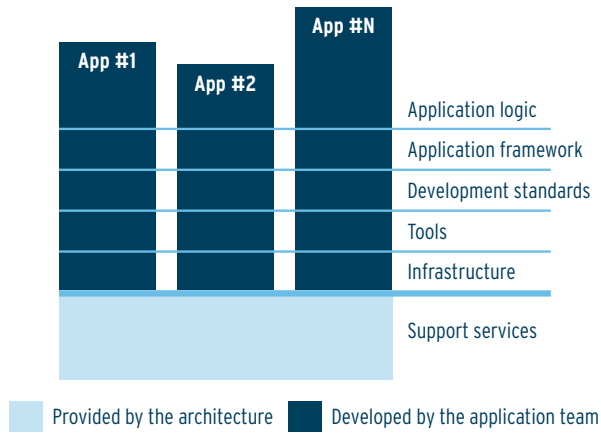 App #1
App #2
App #N
Application logic
Application framework
Development standards
Tools
Infrastructure
Support services
Provided by the architecture
Developed by the application team